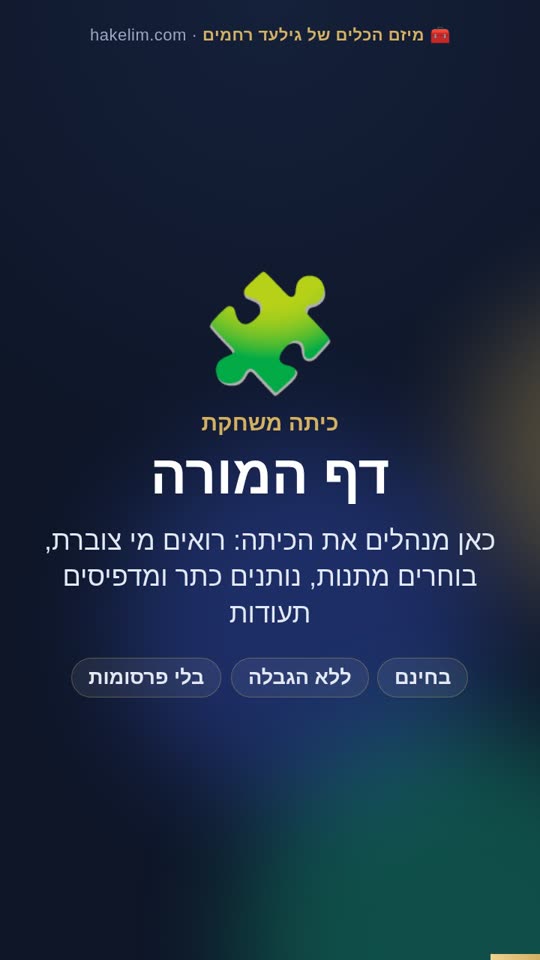 🧰 מיזם הכלים של גילעד רחמים · hakelim.com
כיתה משחקת
דף המורה
כאן מנהלים את הכיתה: רואים מי צוברת,
בוחרים מתנות, נותנים כתר ומדפיסים
תעודות
בחינם
ללא הגבלה
בלי פרסומות